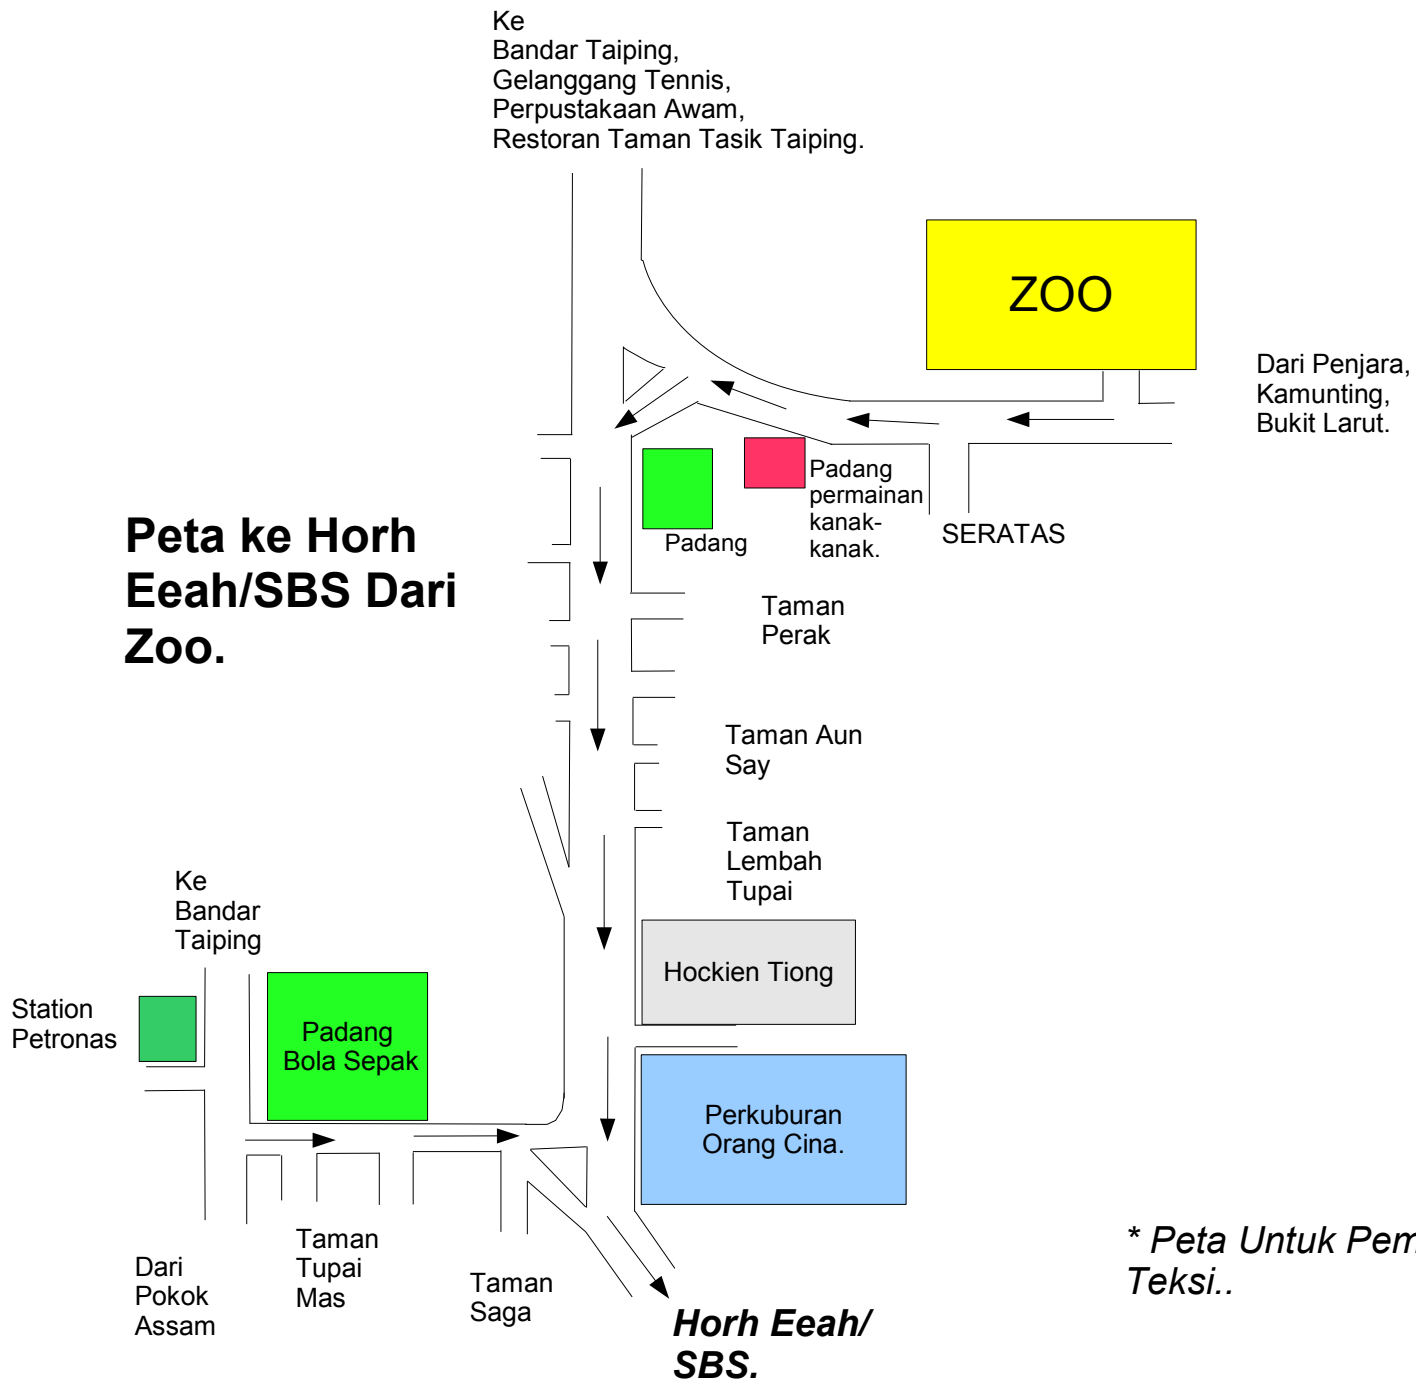 Ke
Bandar Taiping,
Gelanggang Tennis,
Perpustakaan Awam,
Restoran Taman Tasik Taiping.
ZOO
Dari Penjara,
Kamunting,
Bukit Larut.
Padang
permainan
kanak-
kanak.
Padang
SERATAS
Peta ke Horh
Eeah/SBS Dari
Zoo.
Taman
Perak
Taman Aun
Say
Taman
Lembah
Tupai
Ke
Bandar
Taiping
Hockien Tiong
Station
Petronas
Padang
Bola Sepak
Perkuburan
Orang Cina.
Dari
Pokok
Assam
Taman
Tupai
Mas
Taman
Saga
Horh Eeah/
SBS.
* Peta Untuk
Teksi..